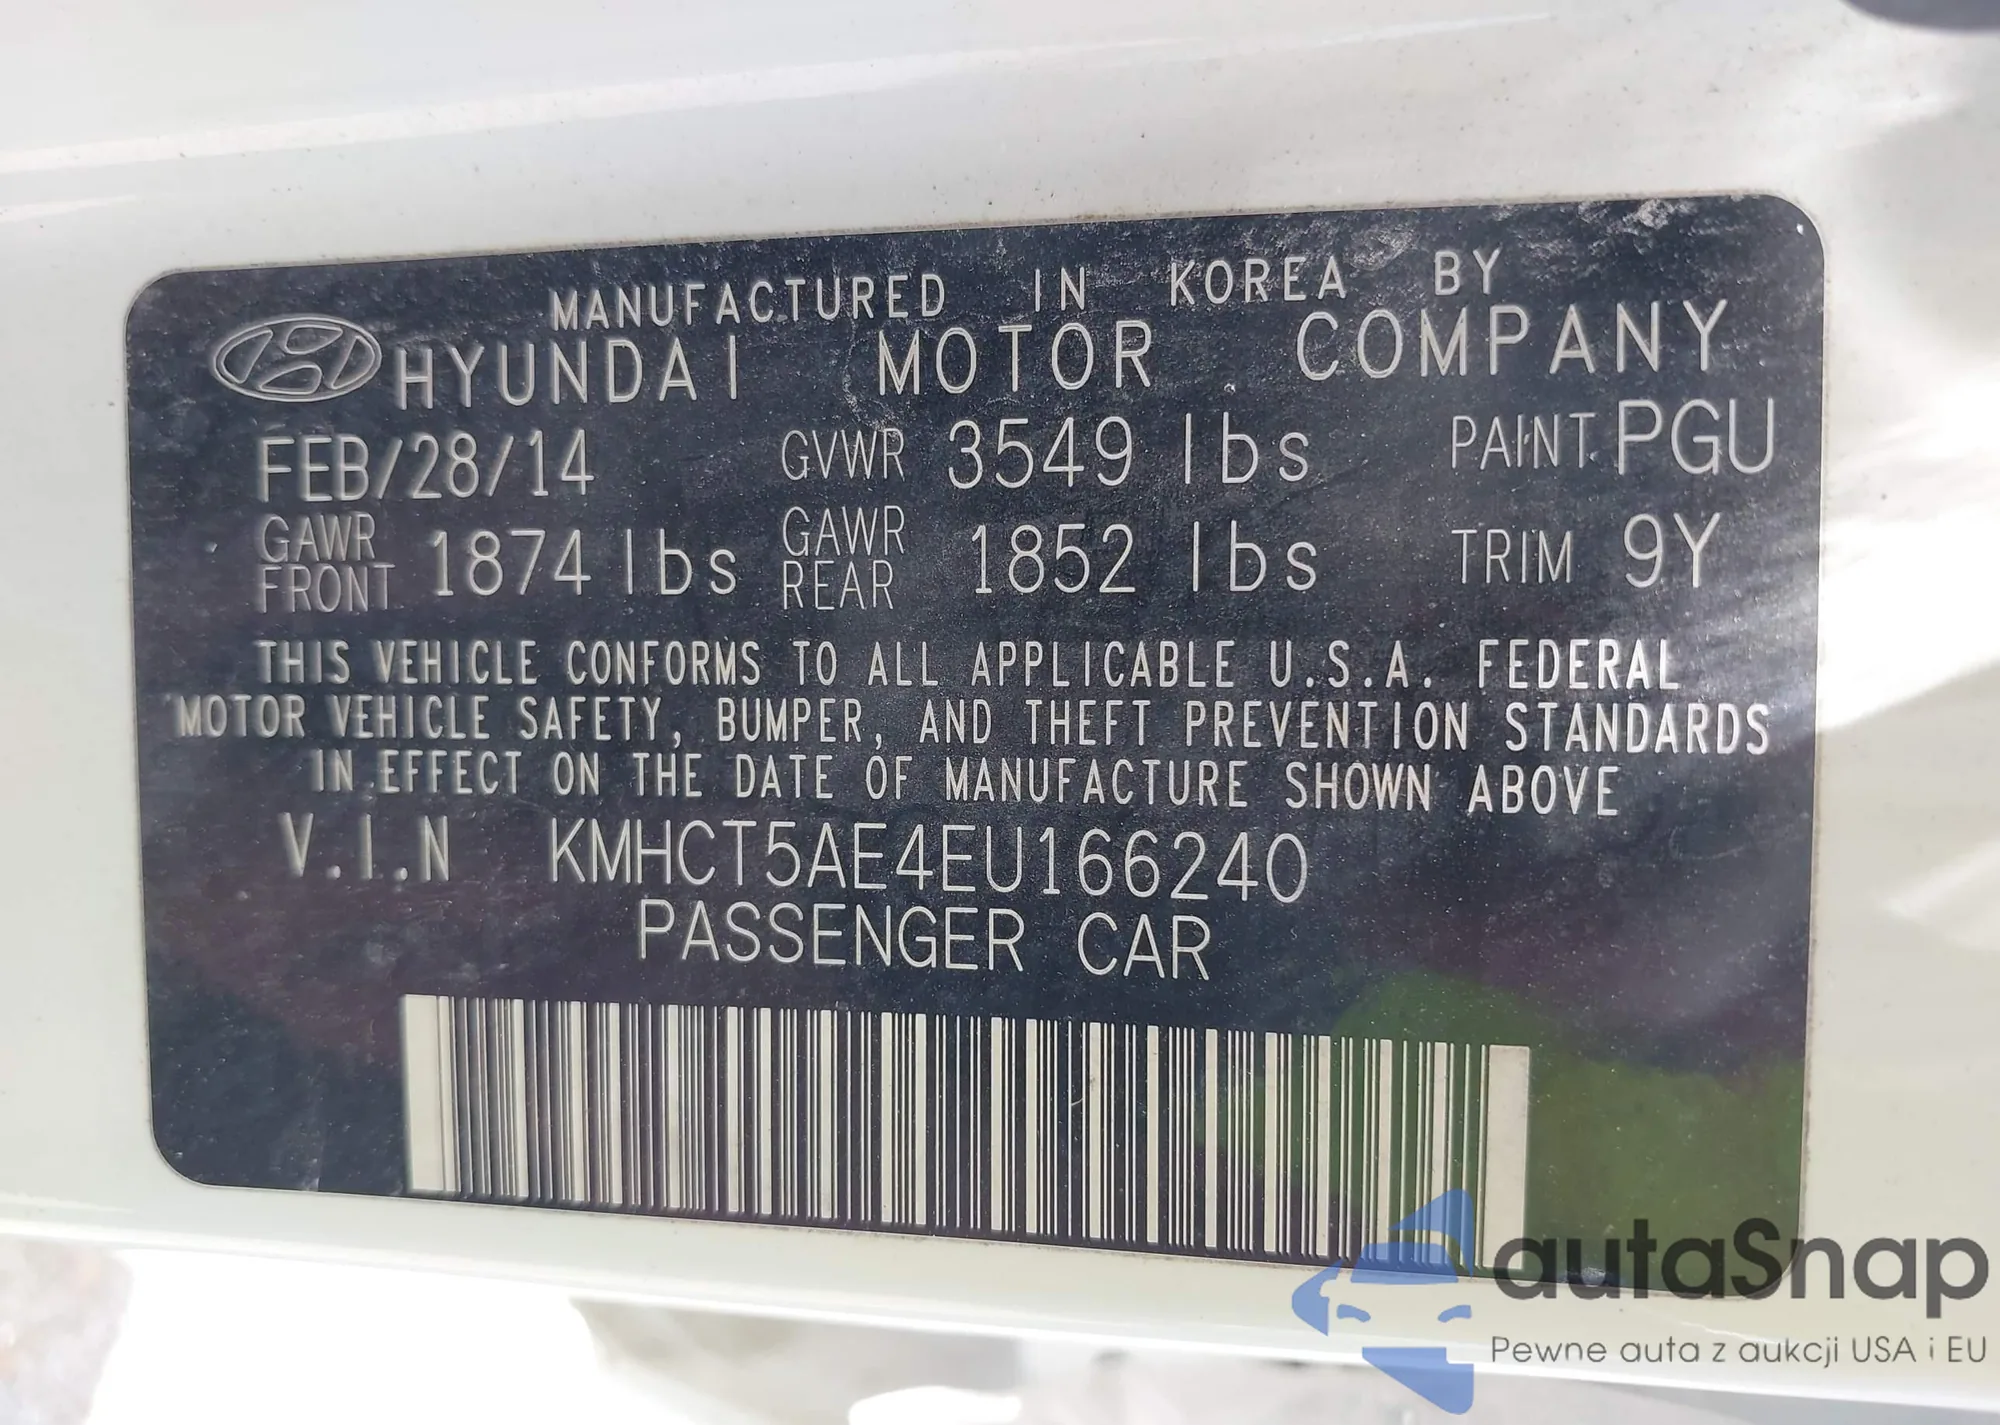 MANUFACTURED IN KOREA BY
HYUNDAI MOTOR COMPANY
FEB/28/14 GVWR 3549 lbs PAINT PGU
GAWR FRONT 1874 lbs GAWR REAR 1852 lbs TRIM 9Y
THIS VEHICLE CONFORMS TO ALL APPLICABLE U.S.A. FEDERAL
MOTOR VEHICLE SAFETY, BUMPER, AND THEFT PREVENTION STANDARDS
IN EFFECT ON THE DATE OF MANUFACTURE SHOWN ABOVE
V.I.N KMHCT5AE4EU166240
PASSENGER CAR
autaSnap
Pewne auta z aukcji USA i EU